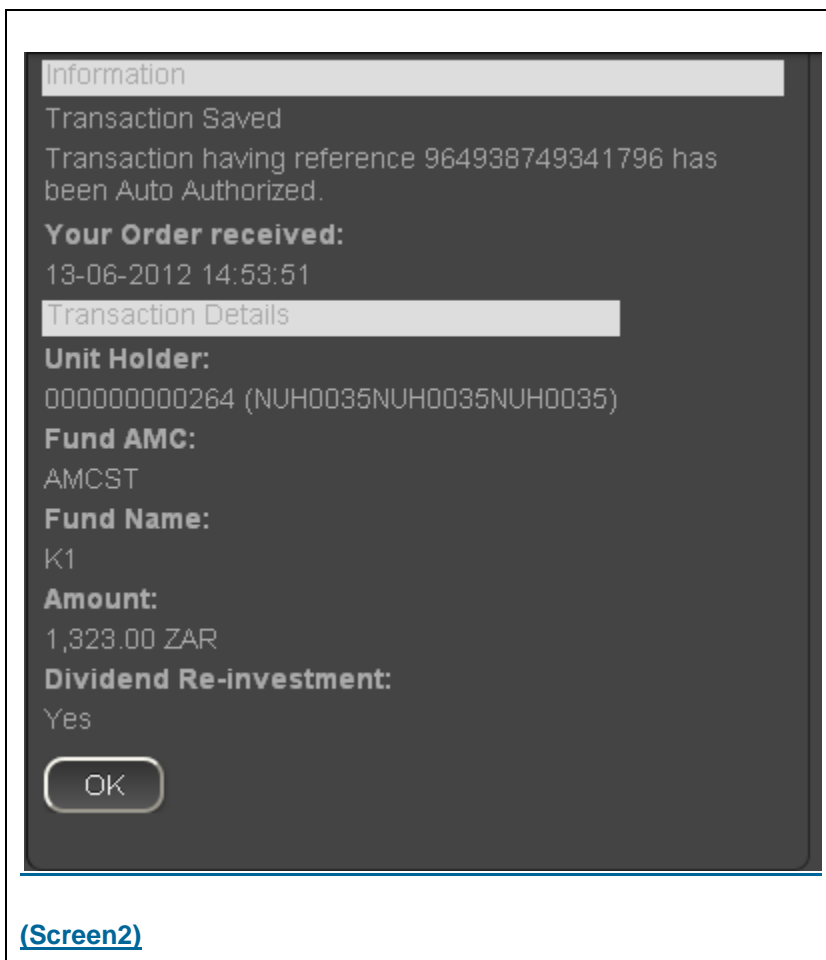 Information
Transaction Saved
Transaction having reference 964938749341796 has
been Auto Authorized.
Your Order received:
13-06-2012 14:53:51
Transaction Details
Unit Holder:
000000000264 (NUH0035NUH0035NUH0035)
Fund AMC:
AMCST
Fund Name:
K1
Amount:
1,323.00 ZAR
Dividend Re-investment:
Yes
OK
(Screen2)